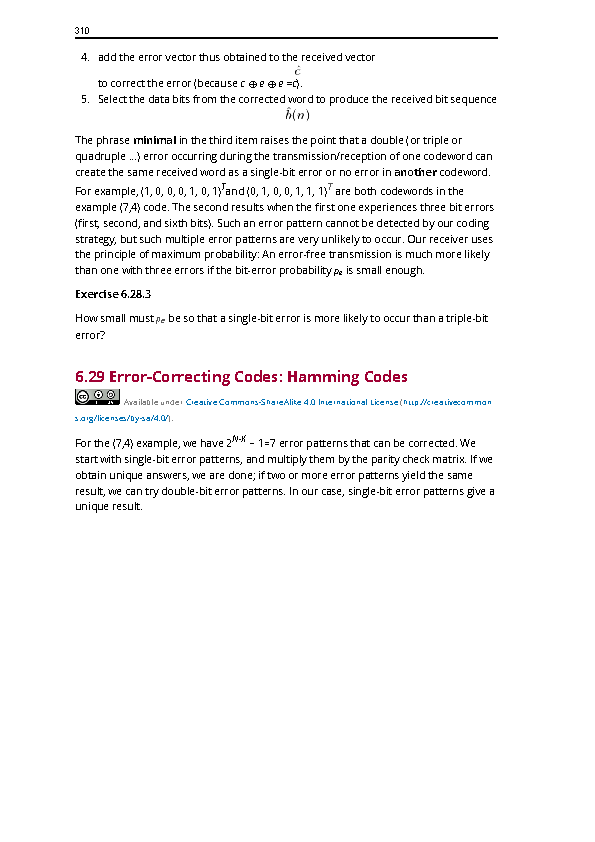 310
4. add the error vector thus obtained to the received vector
ĉ
to correct the error (because c ⊕ e ⊕ e =c).
5. Select the data bits from the corrected word to produce the received bit sequence
b̂(n)
The phrase minimal in the third item raises the point that a double (or triple or
quadruple ...) error occurring during the transmission/reception of one codeword can
create the same received word as a single-bit error or no error in another codeword.
For example, (1, 0, 0, 0, 1, 0, 1)ᵀand (0, 1, 0, 0, 1, 1, 1)ᵀ are both codewords in the
example (7,4) code. The second results when the first one experiences three bit errors
(first, second, and sixth bits). Such an error pattern cannot be detected by our coding
strategy, but such multiple error patterns are very unlikely to occur. Our receiver uses
the principle of maximum probability: An error-free transmission is much more likely
than one with three errors if the bit-error probability pₑ is small enough.
Exercise 6.28.3
How small must pₑ be so that a single-bit error is more likely to occur than a triple-bit
error?
6.29 Error-Correcting Codes: Hamming Codes
Available under Creative Commons-ShareAlike 4.0 International License (http://creativecommon
s.org/licenses/by-sa/4.0/).
For the (7,4) example, we have 2ᴺ⁻ᴷ − 1=7 error patterns that can be corrected. We
start with single-bit error patterns, and multiply them by the parity check matrix. If we
obtain unique answers, we are done; if two or more error patterns yield the same
result, we can try double-bit error patterns. In our case, single-bit error patterns give a
unique result.